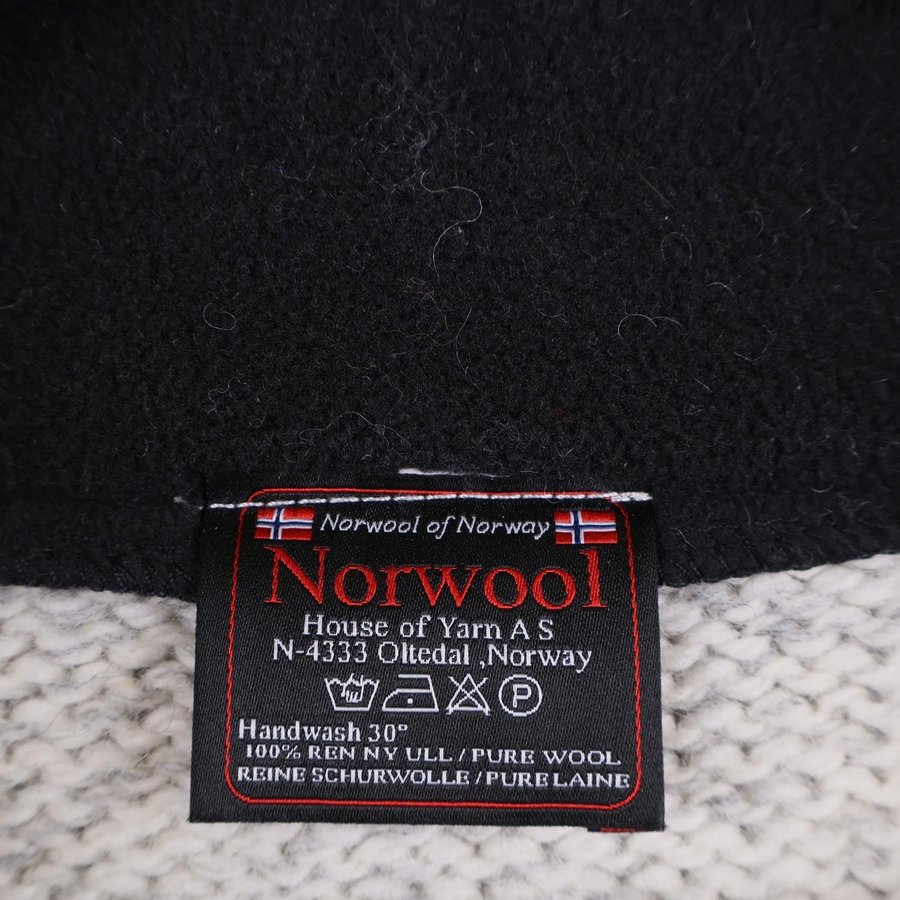 Norwool of Norway
Norwool
House of Yarn A S
N-4333 Oltedal ,Norway
P
Handwash 30°
100% REN NY ULL / PURE WOOL
REINE SCHURWOLLE / PURE LAINE